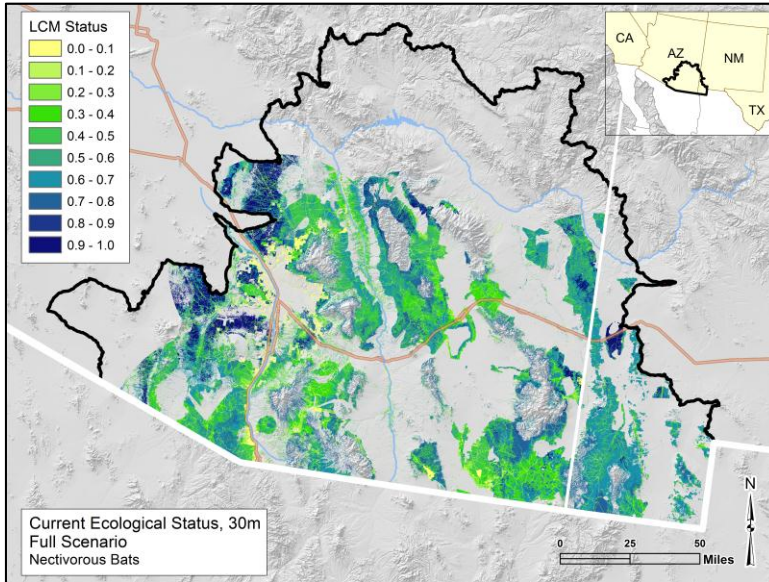 LCM Status
0.0 - 0.1
0.1 - 0.2
0.2 - 0.3
0.3 - 0.4
0.4 - 0.5
0.5 - 0.6
0.6 - 0.7
0.7 - 0.8
0.8 - 0.9
0.9 - 1.0
CA
AZ
NM
TX
Current Ecological Status, 30m
Full Scenario
Nectivorous Bats
N
0 25 50
Miles